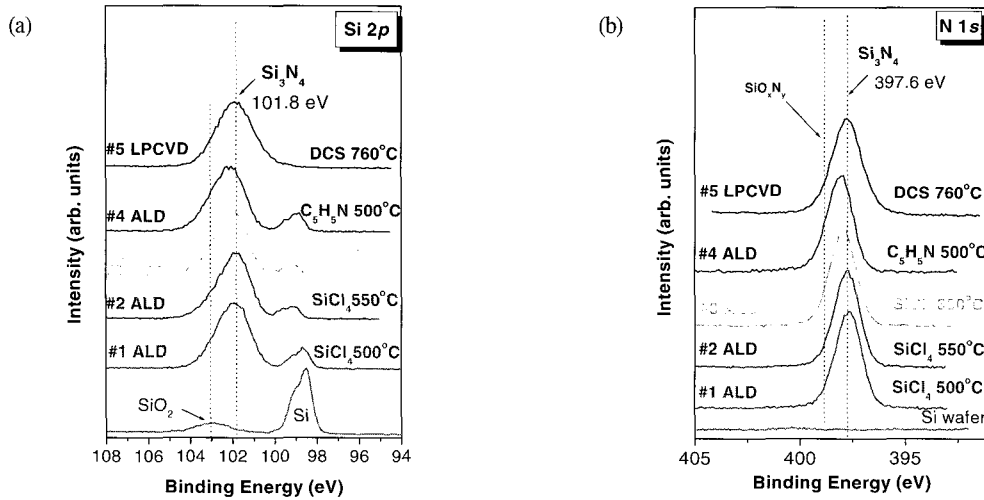 (a)
Si 2p
Si₃N₄
101.8 eV
#5 LPCVD
DCS 760°C
#4 ALD
C₅H₅N 500°C
#2 ALD
SiCl₄ 550°C
#1 ALD
SiCl₄ 500°C
SiO₂
Si
108 106 104 102 100 98 96 94
Binding Energy (eV)
Intensity (arb. units)
(b)
N 1s
Si₃N₄
397.6 eV
SiOₓNᵧ
#5 LPCVD
DCS 760°C
#4 ALD
C₅H₅N 500°C
#2 ALD
SiCl₄ 550°C
#1 ALD
SiCl₄ 500°C
Si wafer
405 400 395
Binding Energy (eV)
Intensity (arb. units)